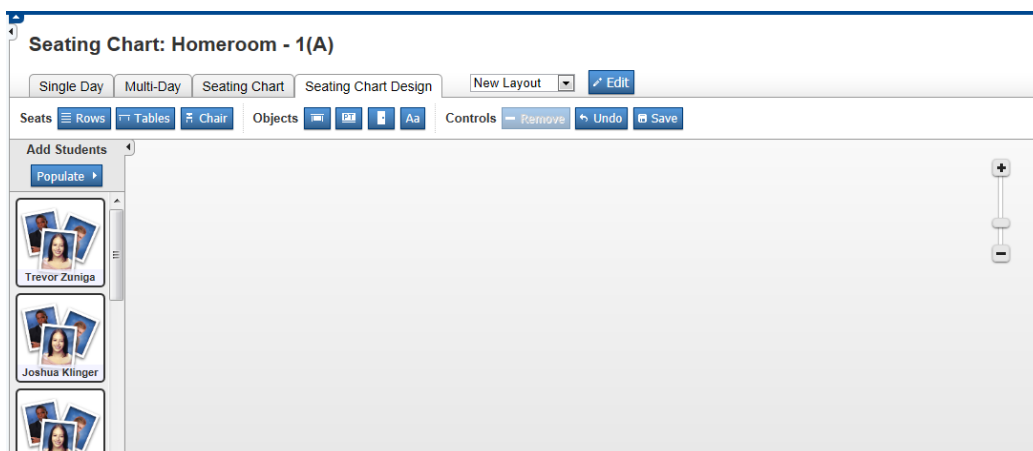 Seating Chart: Homeroom - 1(A)
Single Day Multi-Day Seating Chart Seating Chart Design New Layout Edit
Seats Rows Tables Chair Objects PT Aa Controls Remove Undo Save
Add Students
Populate
Trevor Zuniga
Joshua Klinger